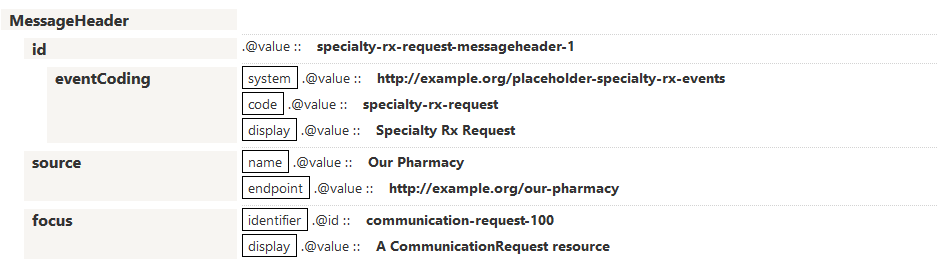 MessageHeader
id .@value :: specialty-rx-request-messageheader-1
eventCoding system .@value :: http://example.org/placeholder-specialty-rx-events
code .@value :: specialty-rx-request
display .@value :: Specialty Rx Request
source name .@value :: Our Pharmacy
endpoint .@value :: http://example.org/our-pharmacy
focus identifier .@id :: communication-request-100
display .@value :: A CommunicationRequest resource